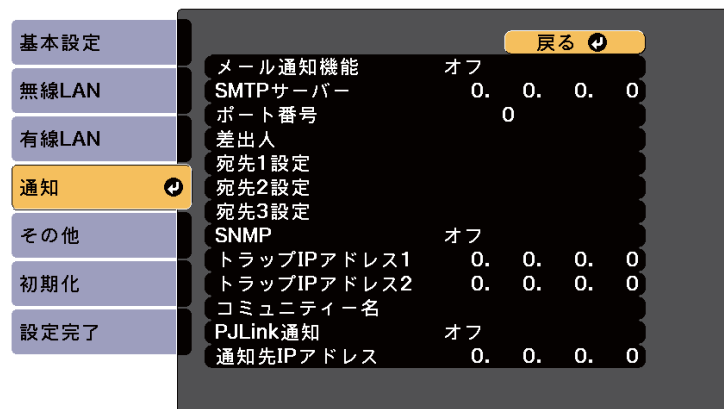 基本設定
無線LAN
有線LAN
通知
その他
初期化
設定完了
戻る
メール通知機能 オフ
SMTPサーバー 0. 0. 0. 0
ポート番号 0
差出人
宛先1設定
宛先2設定
宛先3設定
SNMP オフ
トラップIPアドレス1 0. 0. 0. 0
トラップIPアドレス2 0. 0. 0. 0
コミュニティー名
PJLink通知 オフ
通知先IPアドレス 0. 0. 0. 0